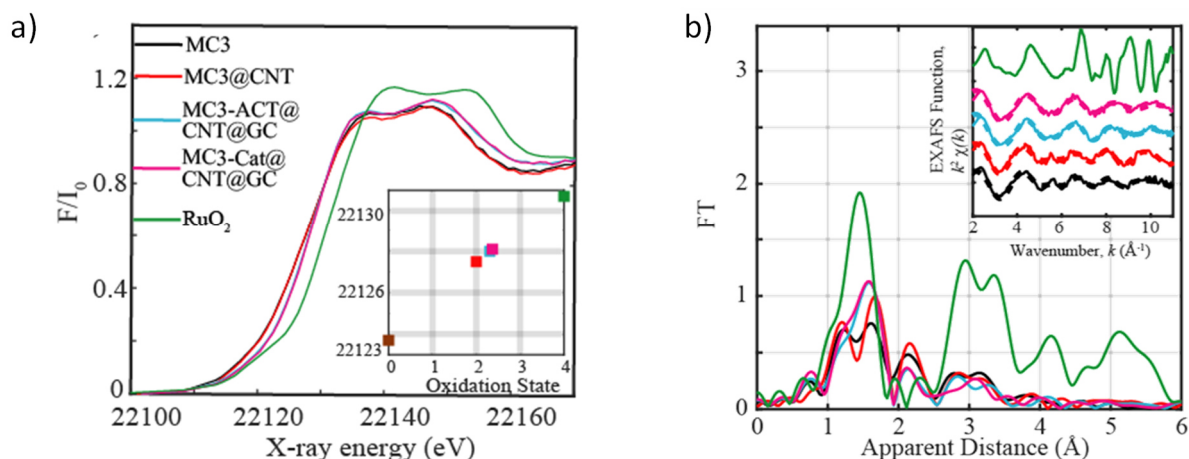 a)
F/I0
1.2
0.8
0.4
0
MC3
MC3@CNT
MC3-ACT@
CNT@GC
MC3-Cat@
CNT@GC
RuO2
22130
22126
22123
0 1 2 3 4
Oxidation State
22100 22120 22140 22160
X-ray energy (eV)
b)
FT
3
2
1
0
EXAFS Function,
k² χ(k)
2 4 6 8 10
Wavenumber, k (Å⁻¹)
0 1 2 3 4 5 6
Apparent Distance (Å)